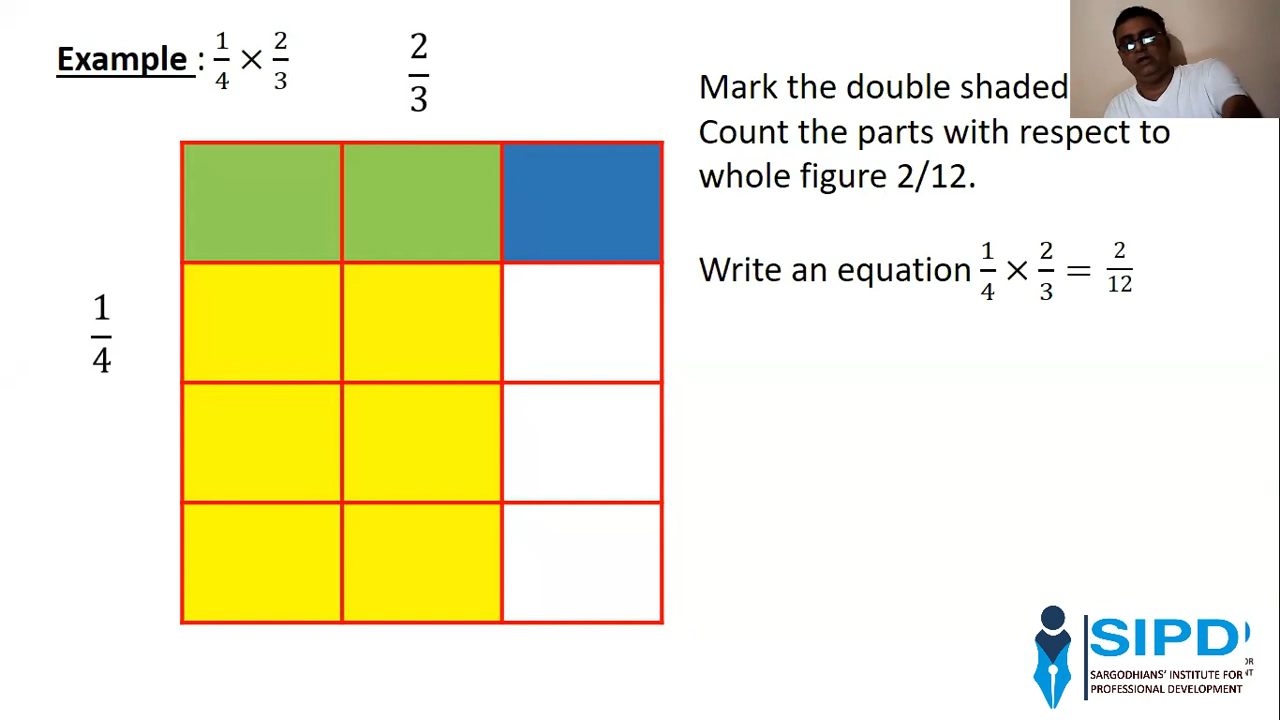 Example : 1/4 × 2/3
2/3
Mark the double shaded
Count the parts with respect to
whole figure 2/12.
Write an equation 1/4 × 2/3 = 2/12
1/4
SIPD
SARGODHIANS' INSTITUTE FOR
PROFESSIONAL DEVELOPMENT